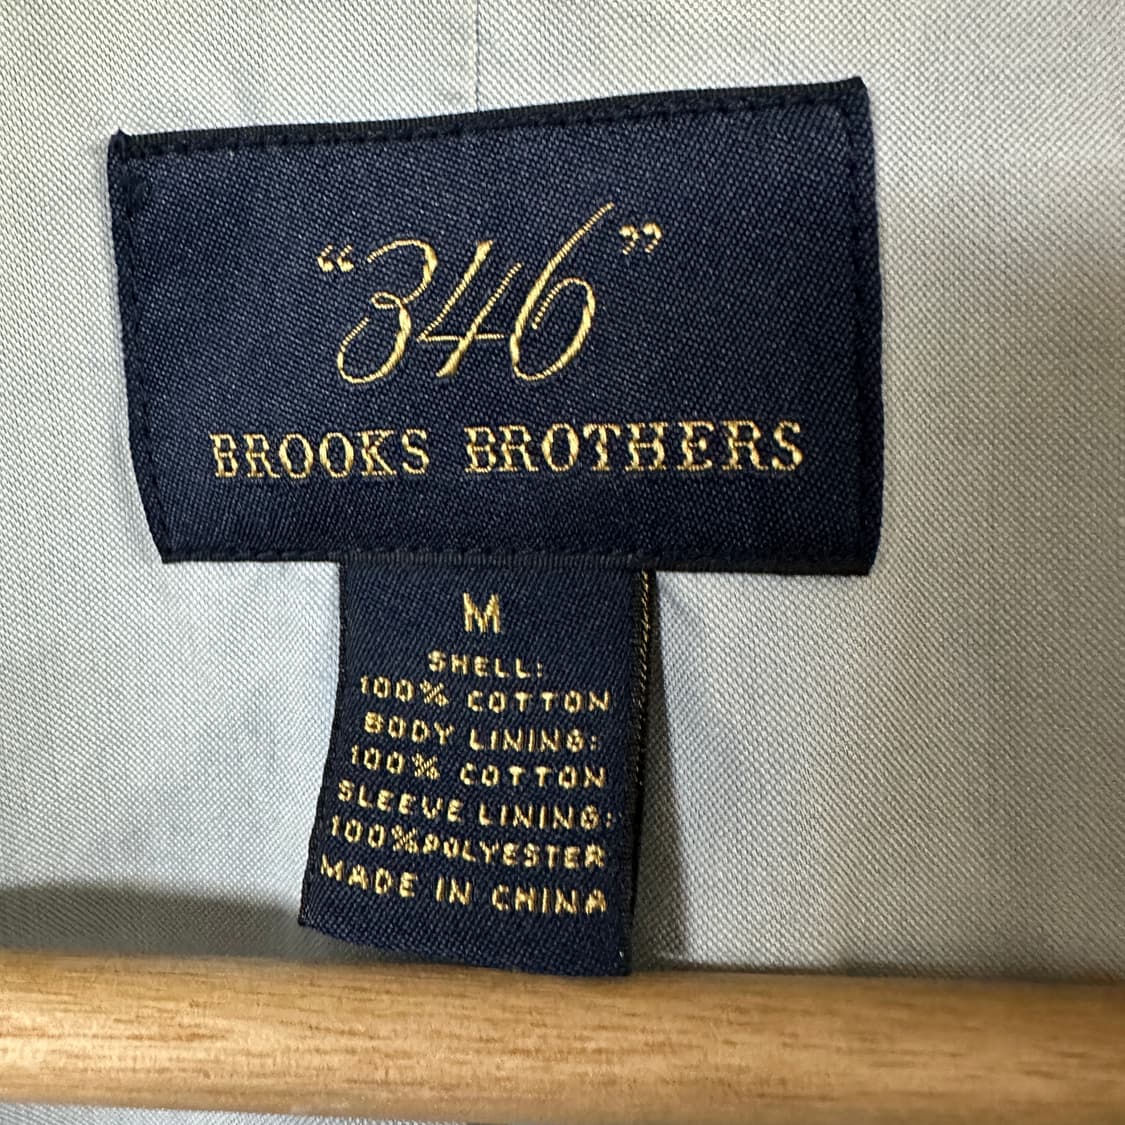 “346”
BROOKS BROTHERS
M
SHELL:
100% COTTON
BODY LINING:
100% COTTON
SLEEVE LINING:
100%POLYESTER
MADE IN CHINA